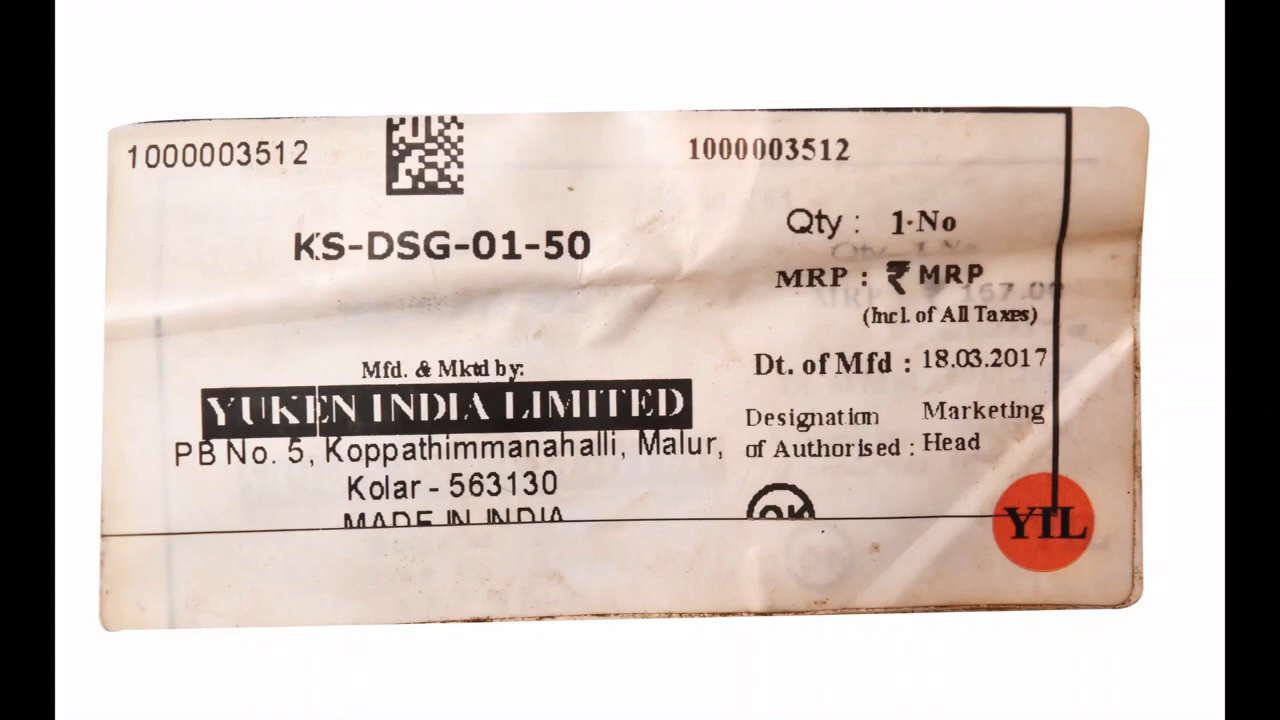 1000003512
1000003512
KS-DSG-01-50
Qty : 1-No
MRP : ₹ MRP
(Incl. of All Taxes)
Mfd. & Mktd by:
Dt. of Mfd : 18.03.2017
YUKEN INDIA LIMITED
Designation of Authorised : Marketing Head
PB No. 5, Koppathimmanahalli, Malur,
Kolar - 563130
MADE IN INDIA
OK
YIL